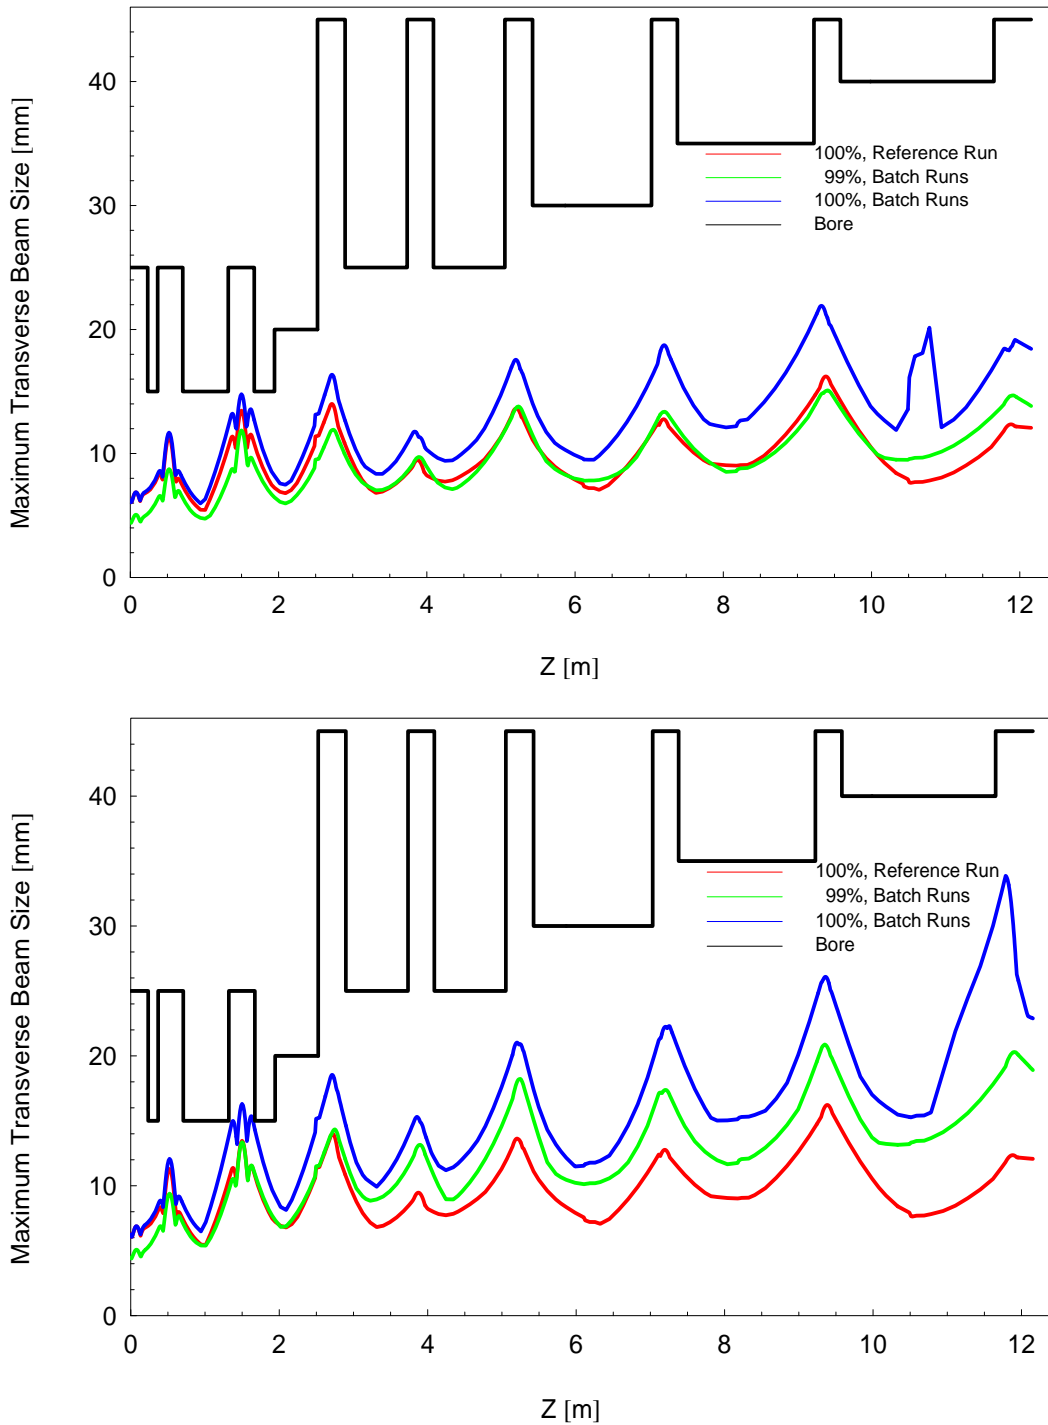 Maximum Transverse Beam Size [mm]
40
30
20
10
0
100%, Reference Run
99%, Batch Runs
100%, Batch Runs
Bore
0 2 4 6 8 10 12
Z [m]
Maximum Transverse Beam Size [mm]
40
30
20
10
0
100%, Reference Run
99%, Batch Runs
100%, Batch Runs
Bore
0 2 4 6 8 10 12
Z [m]